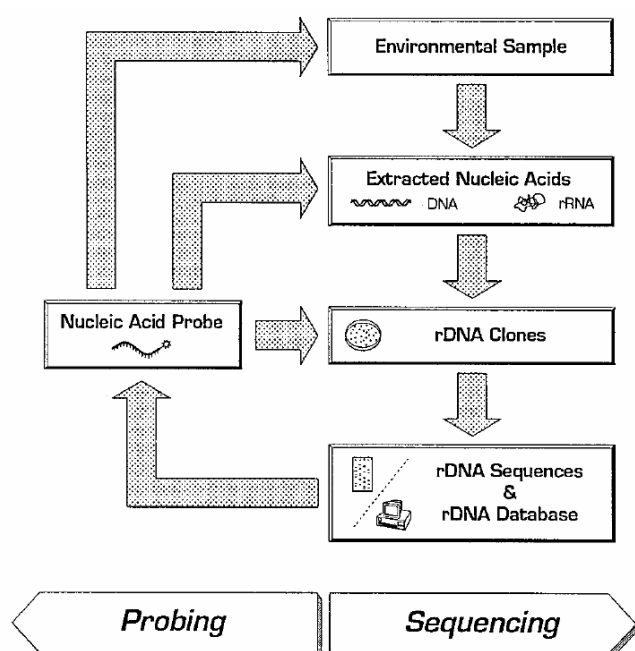 Environmental Sample
Extracted Nucleic Acids
DNA rRNA
Nucleic Acid Probe
rDNA Clones
rDNA Sequences
&
rDNA Database
Probing
Sequencing